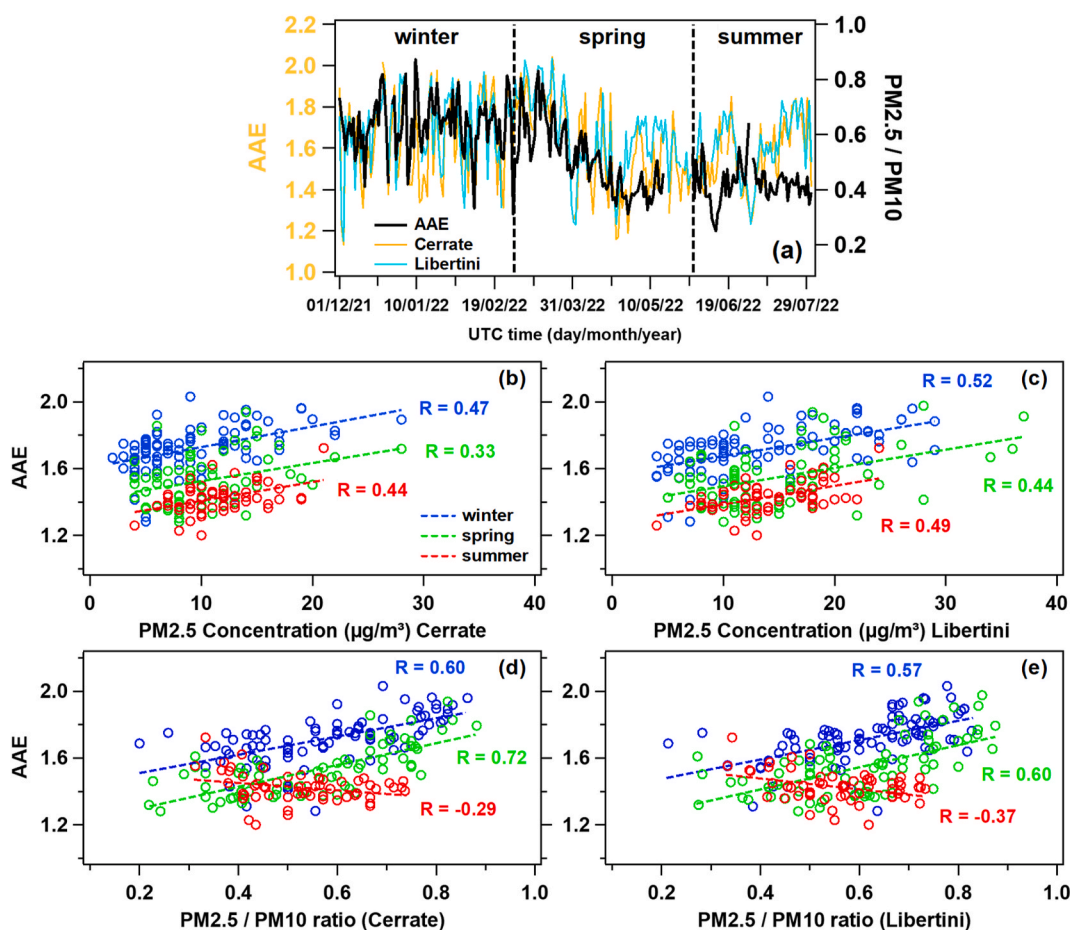 2.2
2.0
1.8
1.6
1.4
1.2
1.0
AAE
winter
spring
summer
1.0
0.8
0.6
0.4
0.2
PM2.5 / PM10
AAE
Cerrate
Libertini
(a)
01/12/21 10/01/22 19/02/22 31/03/22 10/05/22 19/06/22 29/07/22
UTC time (day/month/year)
(b)
2.0
1.6
1.2
AAE
R = 0.47
R = 0.33
R = 0.44
winter
spring
summer
0 10 20 30 40
PM2.5 Concentration (µg/m³) Cerrate
(c)
2.0
1.6
1.2
R = 0.52
R = 0.44
R = 0.49
0 10 20 30 40
PM2.5 Concentration (µg/m³) Libertini
(d)
2.0
1.6
1.2
AAE
R = 0.60
R = 0.72
R = -0.29
0.2 0.4 0.6 0.8 1.0
PM2.5 / PM10 ratio (Cerrate)
(e)
2.0
1.6
1.2
R = 0.57
R = 0.60
R = -0.37
0.2 0.4 0.6 0.8 1.0
PM2.5 / PM10 ratio (Libertini)